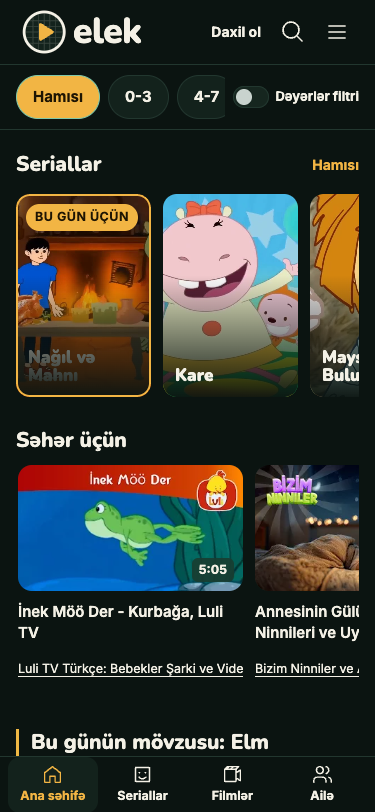 elek
Daxil ol
Hamısı
0-3
4-7
Dəyərlər filtri
Seriallar
Hamısı
BU GÜN ÜÇÜN
Nağıl və
Mahnı
Kare
Mays
Bulu
Səhər üçün
İnek Möö Der
5:05
BİZİM
NİNNİLER
İnek Möö Der - Kurbağa, Luli
TV
Annesinin Gülü
Ninnileri ve Uy
Luli TV Türkçe: Bebekler Şarki ve Vide
Bizim Ninniler ve A
Bu günün mövzusu: Elm
Ana səhifə
Seriallar
Filmlər
Ailə